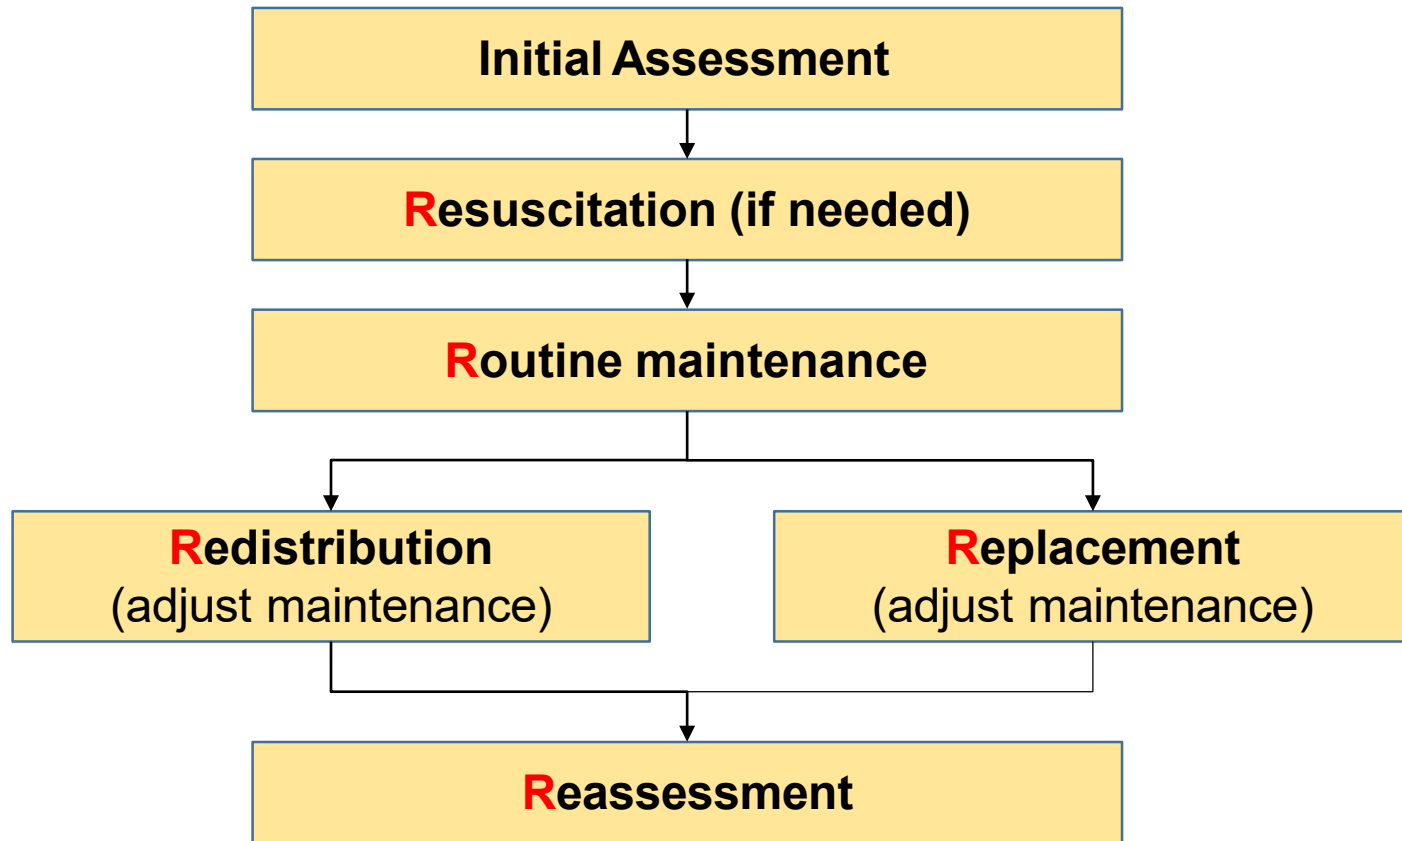 Initial Assessment
Resuscitation (if needed)
Routine maintenance
Redistribution
(adjust maintenance)
Replacement
(adjust maintenance)
Reassessment